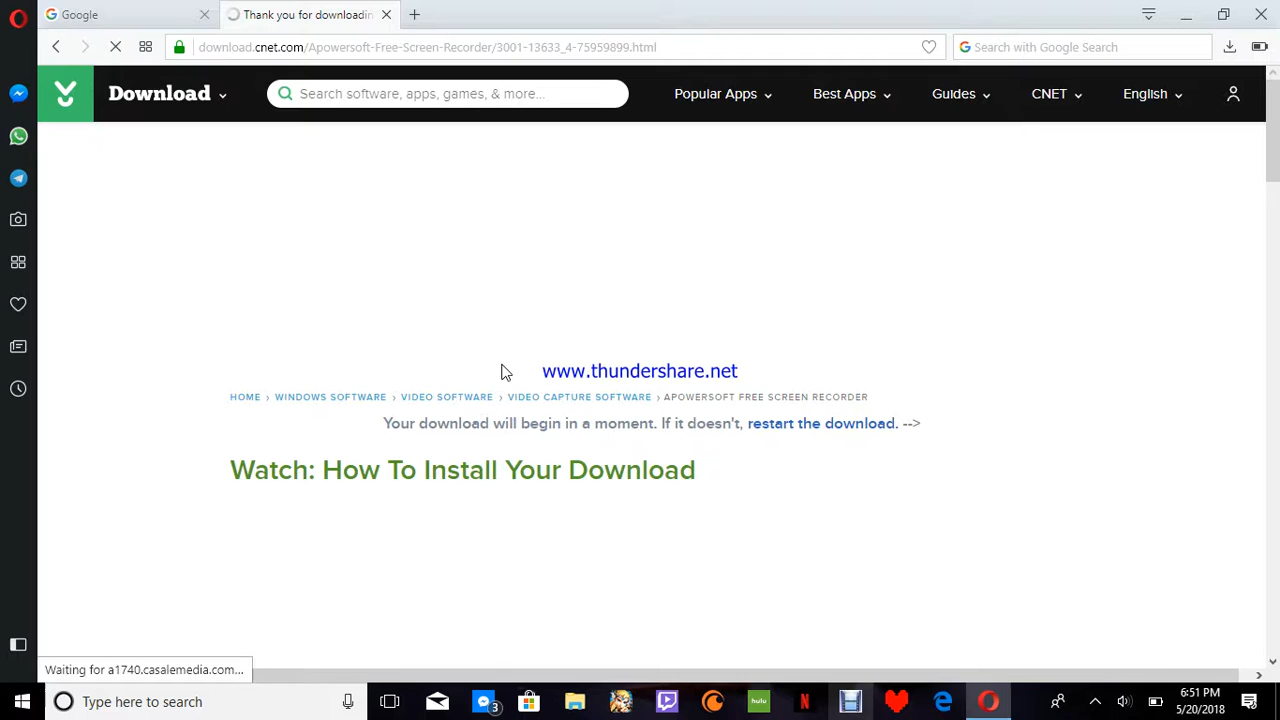 Google
Thank you for downloadin
download.cnet.com/Apowersoft-Free-Screen-Recorder/3001-13633_4-75959899.html
Search with Google Search
Download
Search software, apps, games, & more...
Popular Apps
Best Apps
Guides
CNET
English
www.thundershare.net
HOME › WINDOWS SOFTWARE › VIDEO SOFTWARE › VIDEO CAPTURE SOFTWARE › APOWERSOFT FREE SCREEN RECORDER
Your download will begin in a moment. If it doesn't, restart the download. -->
Watch: How To Install Your Download
Waiting for a1740.casalemedia.com...
Type here to search
3
hulu
N
6:51 PM
5/20/2018